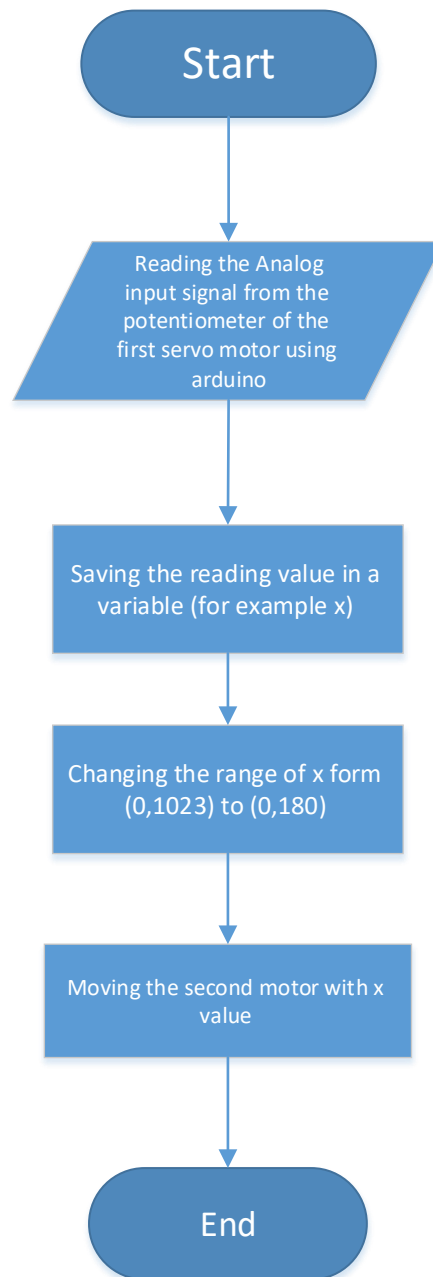 Start
Reading the Analog
input signal from the
potentiometer of the
first servo motor using
arduino
Saving the reading value in a
variable (for example x)
Changing the range of x form
(0,1023) to (0,180)
Moving the second motor with x
value
End